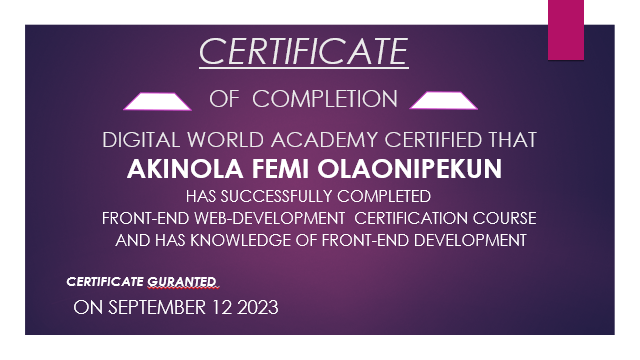 CERTIFICATE
OF COMPLETION
DIGITAL WORLD ACADEMY CERTIFIED THAT
AKINOLA FEMI OLAONIPEKUN
HAS SUCCESSFULLY COMPLETED
FRONT-END WEB-DEVELOPMENT CERTIFICATION COURSE
AND HAS KNOWLEDGE OF FRONT-END DEVELOPMENT
CERTIFICATE GURANTED
ON SEPTEMBER 12 2023